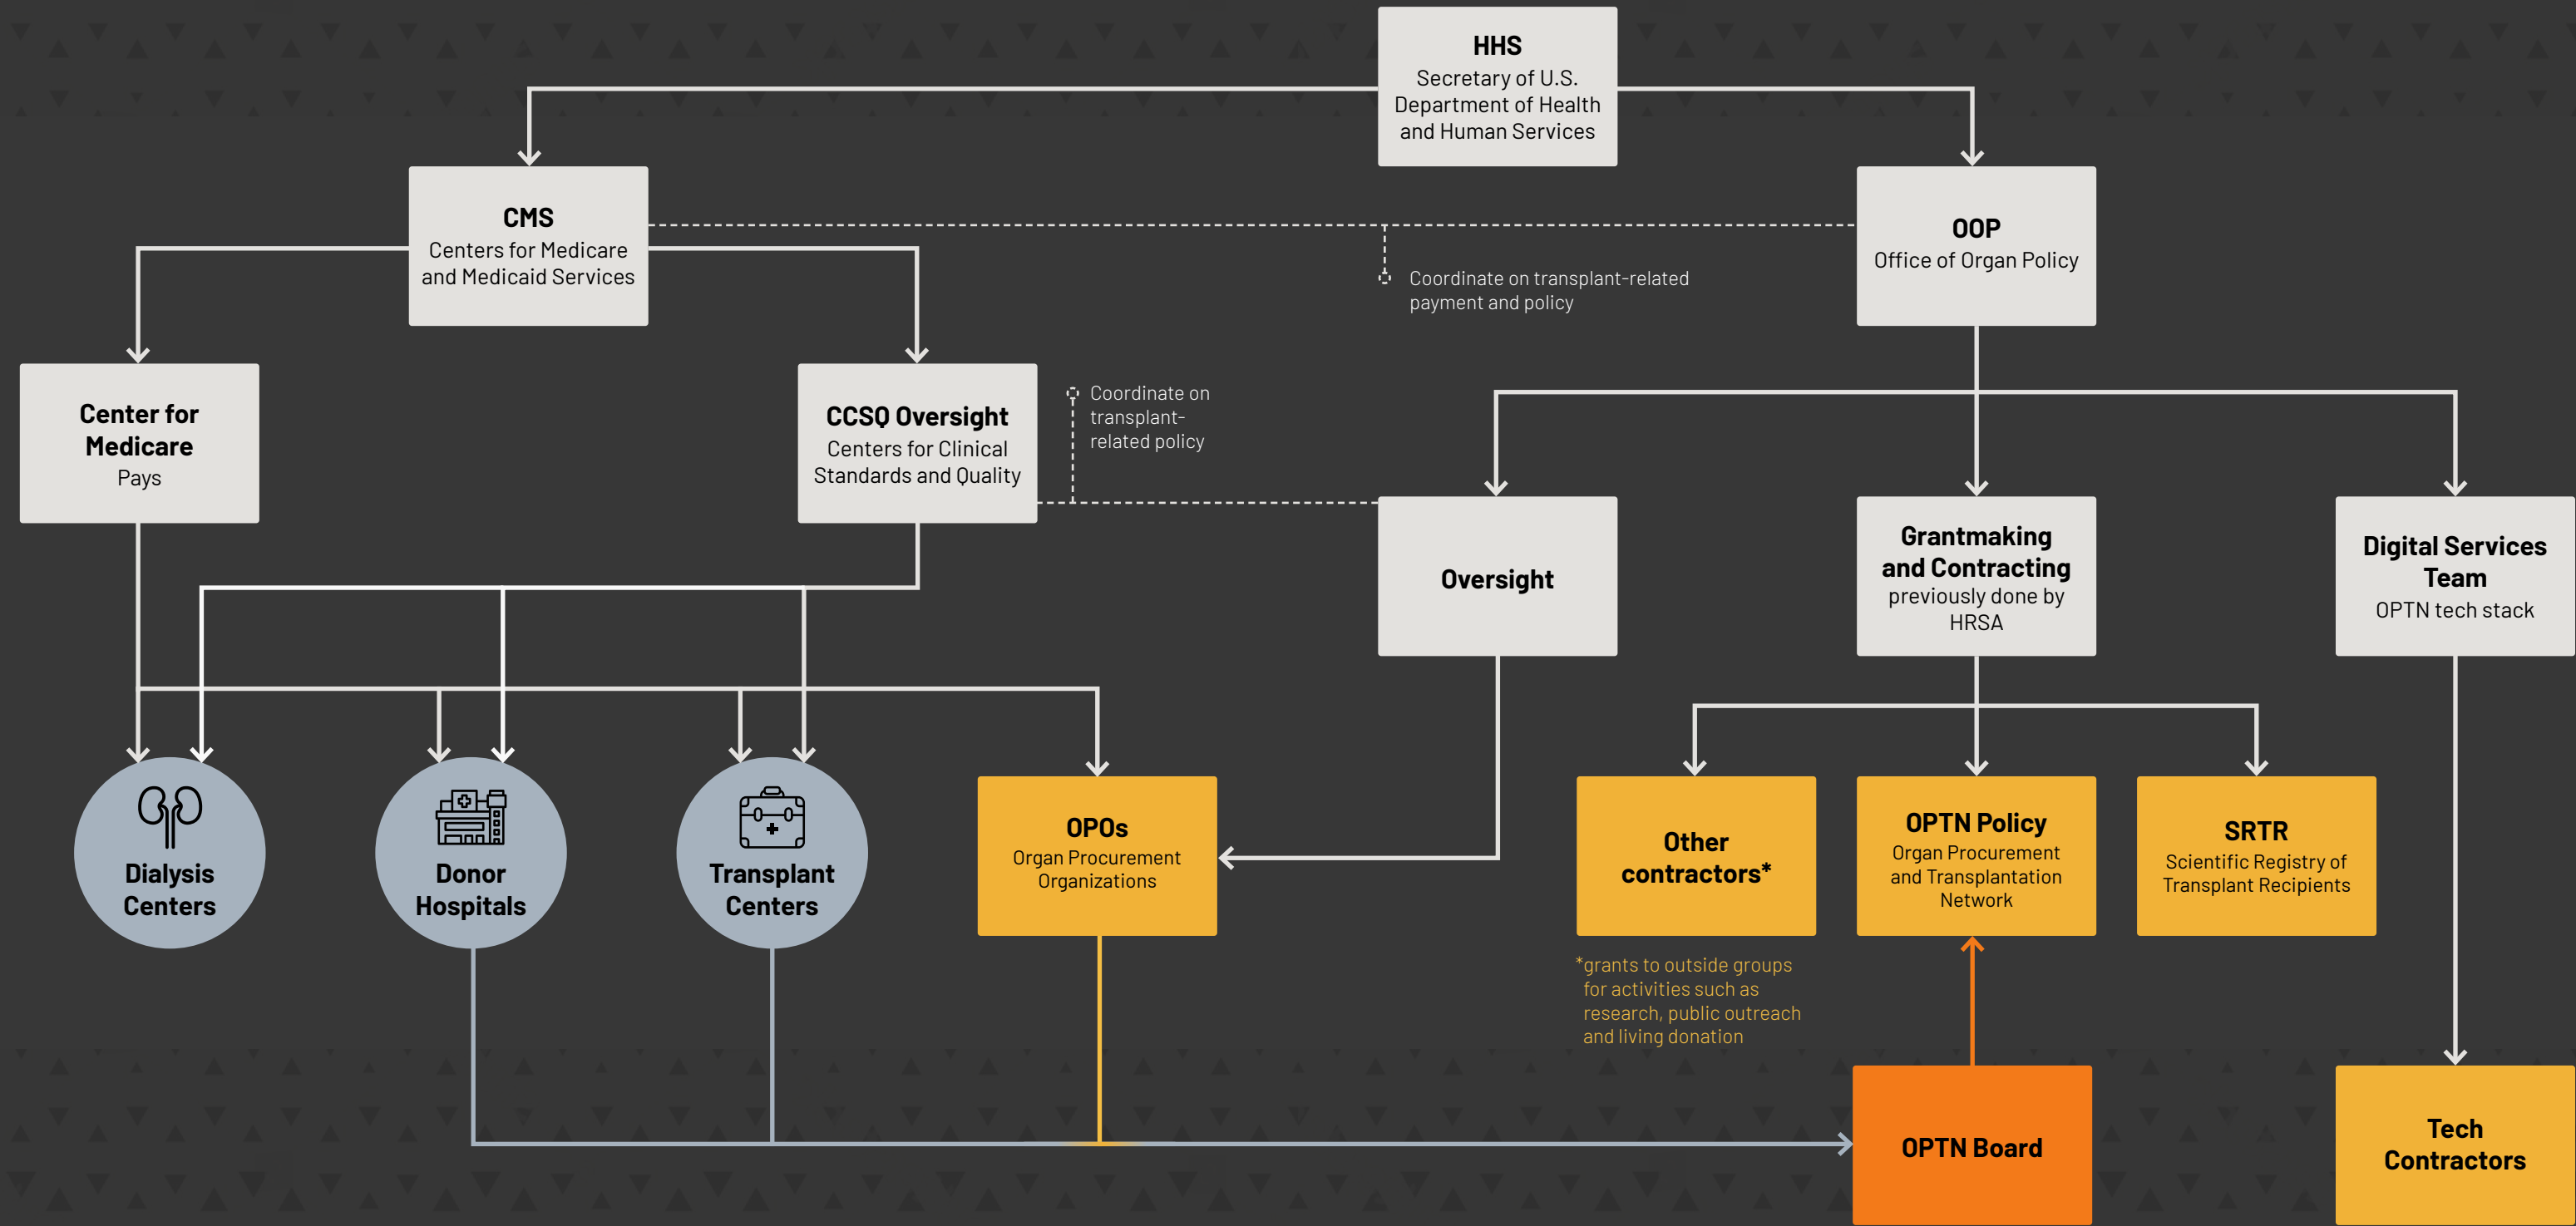 HHS
Secretary of U.S.
Department of Health
and Human Services
CMS
Centers for Medicare
and Medicaid Services
OOP
Office of Organ Policy
Coordinate on transplant-related
payment and policy
Center for
Medicare
Pays
CCSQ Oversight
Centers for Clinical
Standards and Quality
Coordinate on
transplant-
related policy
Oversight
Grantmaking
and Contracting
previously done by
HRSA
Digital Services
Team
OPTN tech stack
Dialysis
Centers
Donor
Hospitals
Transplant
Centers
OPOs
Organ Procurement
Organizations
Other
contractors*
OPTN Policy
Organ Procurement
and Transplantation
Network
SRTR
Scientific Registry of
Transplant Recipients
*grants to outside groups
for activities such as
research, public outreach
and living donation
OPTN Board
Tech
Contractors